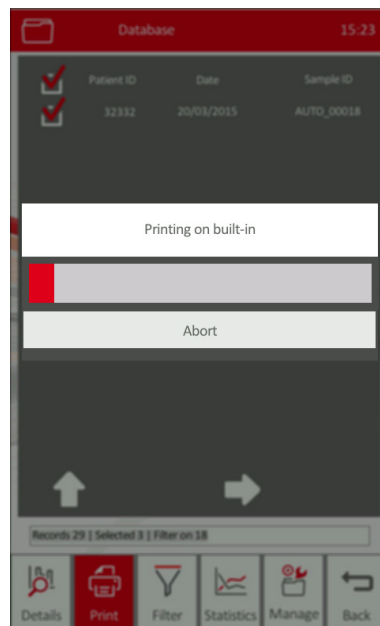 Database 15:23
Patient ID Date Sample ID
32332 20/03/2015 AUTO_00018
Printing on built-in
Abort
Records 29 | Selected 3 | Filter on 18
Details Print Filter Statistics Manage Back